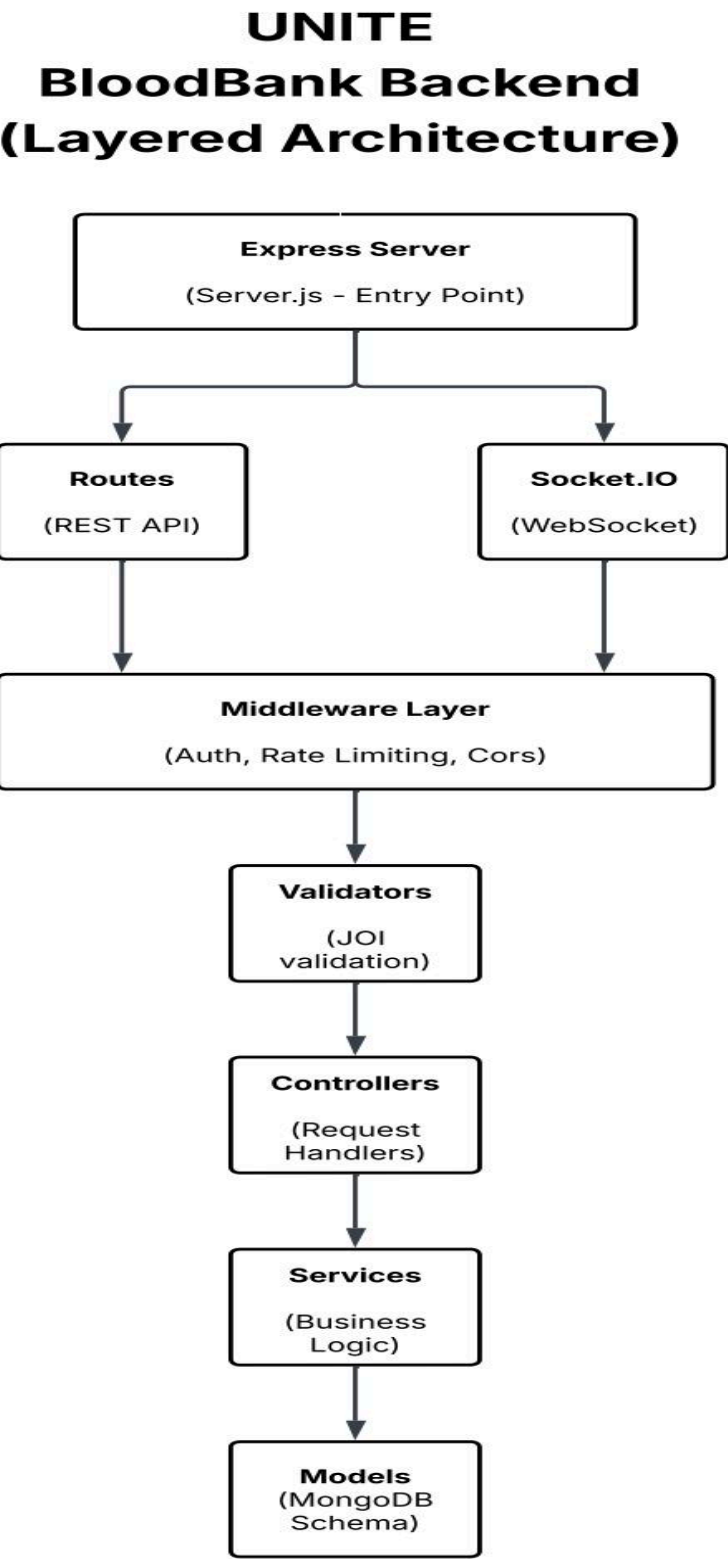 UNITE
BloodBank Backend
(Layered Architecture)
Express Server
(Server.js - Entry Point)
Routes
(REST API)
Socket.IO
(WebSocket)
Middleware Layer
(Auth, Rate Limiting, Cors)
Validators
(JOI
validation)
Controllers
(Request
Handlers)
Services
(Business
Logic)
Models
(MongoDB
Schema)